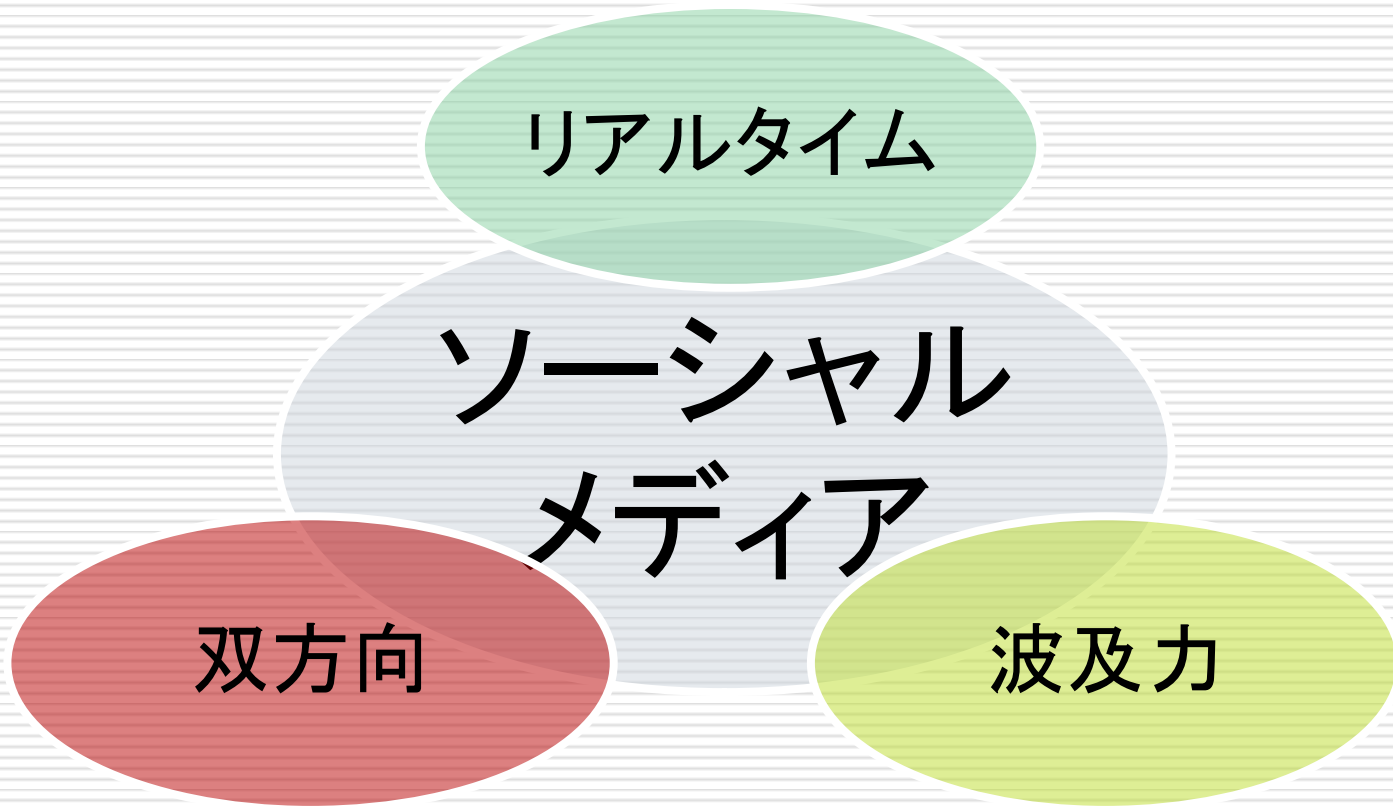 リアルタイム
ソーシャル
メディア
双方向
波及力